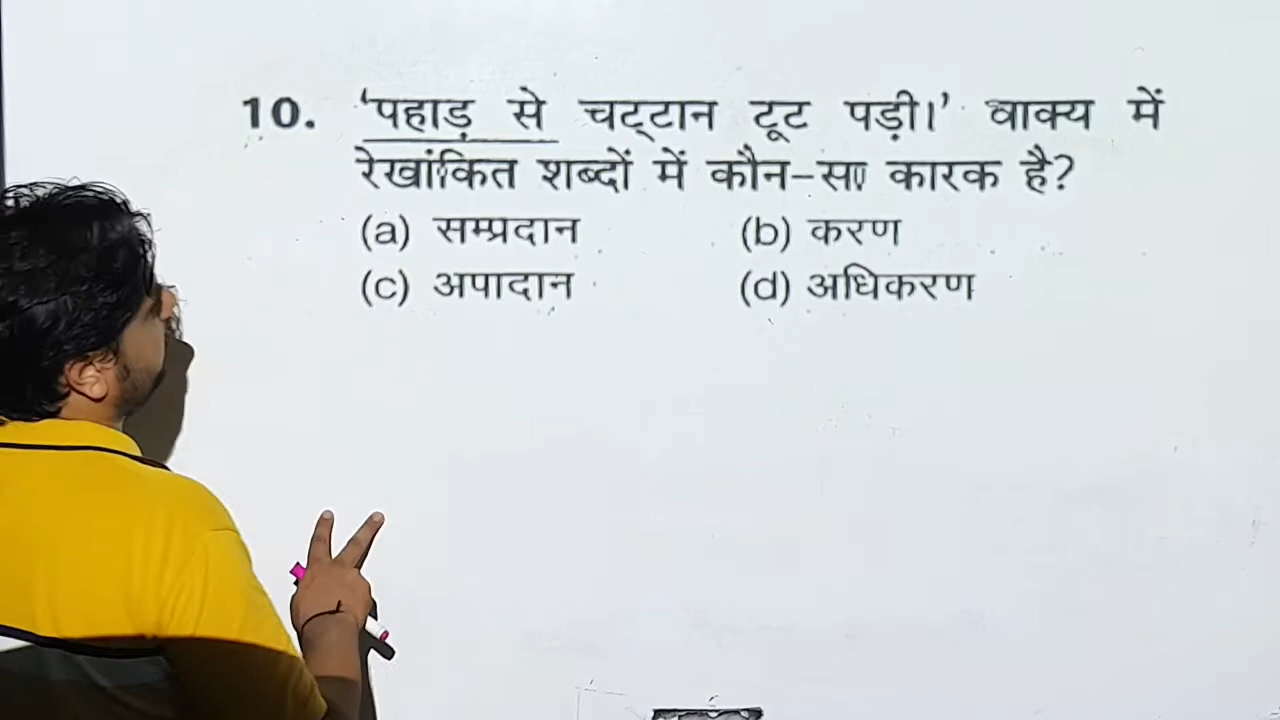 10. ‘पहाड़ से चट्टान टूट पड़ी।’ वाक्य में
रेखांकित शब्दों में कौन-सा कारक है?
(a) सम्प्रदान (b) करण
(c) अपादान (d) अधिकरण